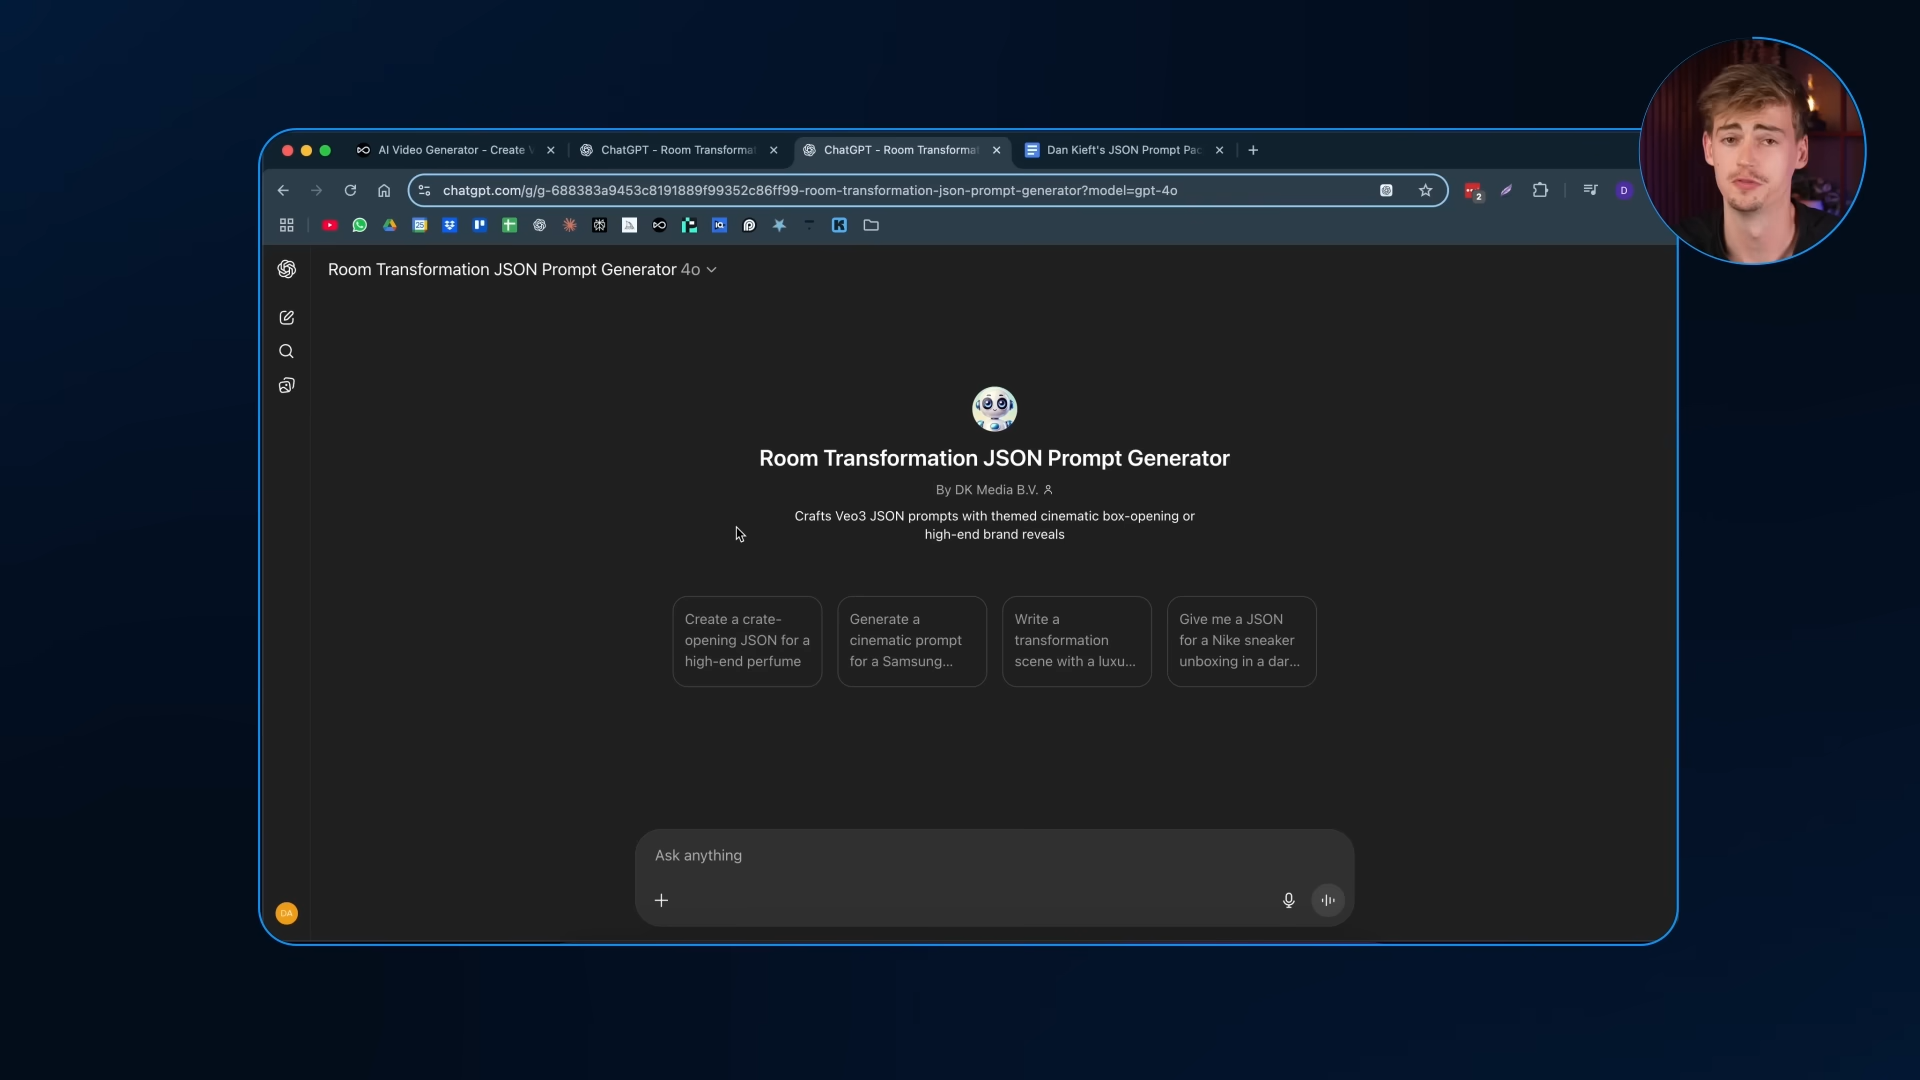 AI Video Generator - Create V
ChatGPT - Room Transforma
ChatGPT - Room Transforma
Dan Kieft's JSON Prompt Pac
chatgpt.com/g/g-688383a9453c8191889f99352c86ff99-room-transformation-json-prompt-generator?model=gpt-4o
2
D
Room Transformation JSON Prompt Generator 4o
Room Transformation JSON Prompt Generator
By DK Media B.V.
Crafts Veo3 JSON prompts with themed cinematic box-opening or
high-end brand reveals
Create a crate-
opening JSON for a
high-end perfume
Generate a
cinematic prompt
for a Samsung...
Write a
transformation
scene with a luxu...
Give me a JSON
for a Nike sneaker
unboxing in a dar...
Ask anything
DA